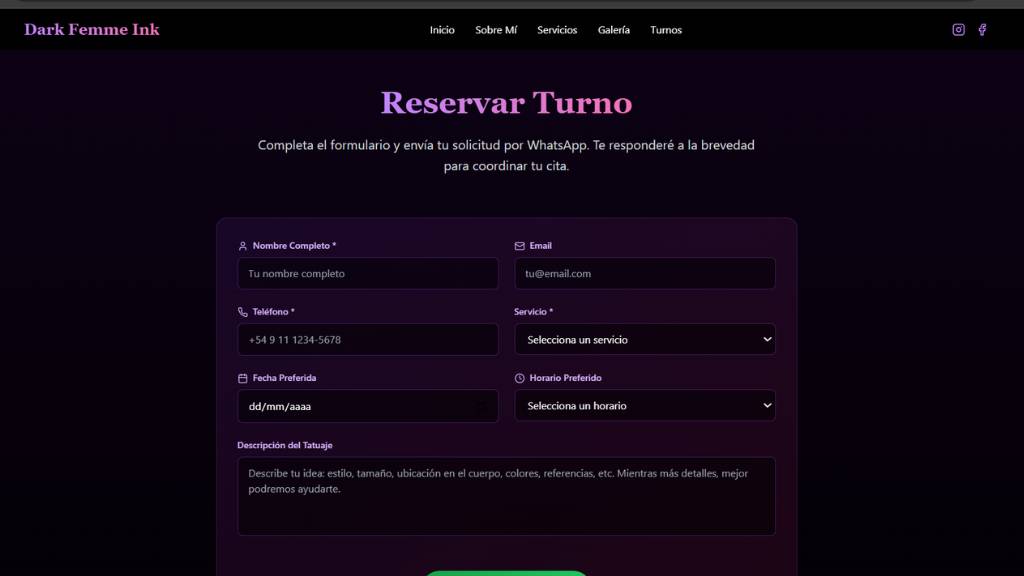 Dark Femme Ink
Inicio
Sobre Mí
Servicios
Galería
Turnos
Reservar Turno
Completa el formulario y envía tu solicitud por WhatsApp. Te responderé a la brevedad
para coordinar tu cita.
Nombre Completo *
Email
Tu nombre completo
tu@email.com
Teléfono *
Servicio *
+54 9 11 1234-5678
Selecciona un servicio
Fecha Preferida
Horario Preferido
dd/mm/aaaa
Selecciona un horario
Descripción del Tatuaje
Describe tu idea: estilo, tamaño, ubicación en el cuerpo, colores, referencias, etc. Mientras más detalles, mejor
podremos ayudarte.